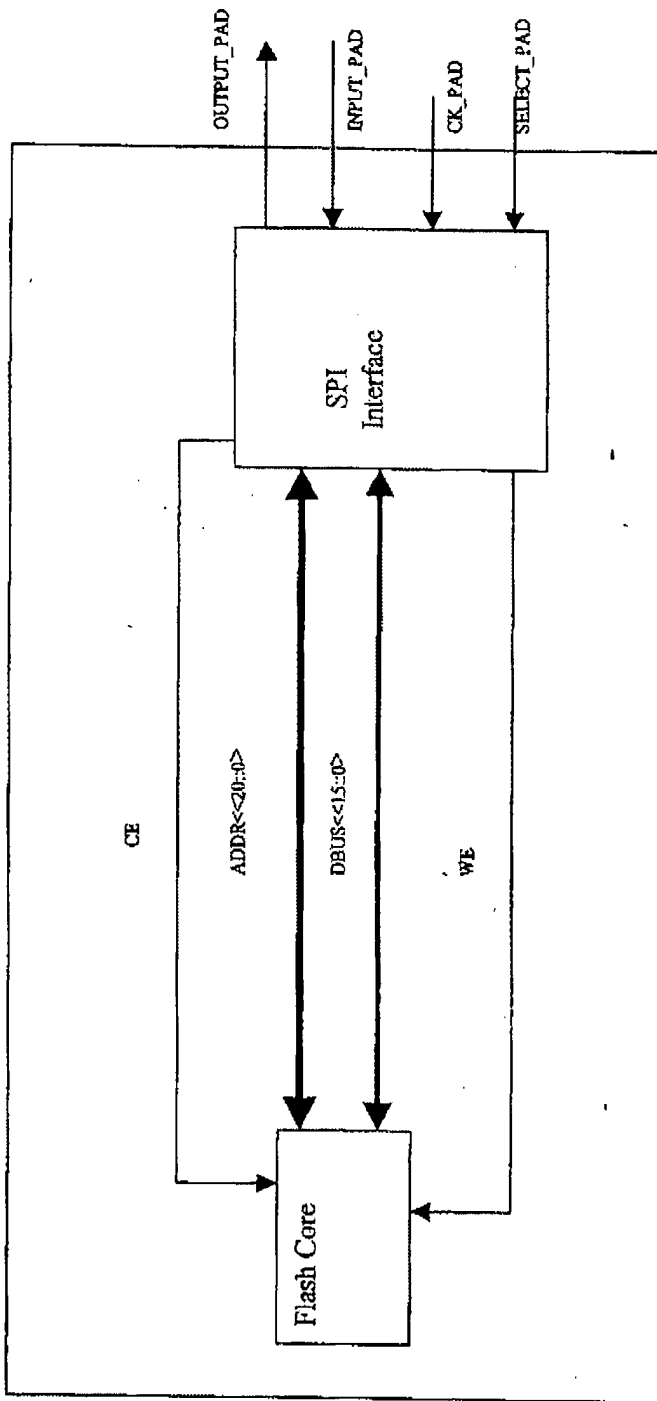 OUTPUT_PAD
INPUT_PAD
CK_PAD
SELECT_PAD
SPI
Interface
CE
ADDR<<20::0>
DBUS<<15::0>
WE
Flash Core